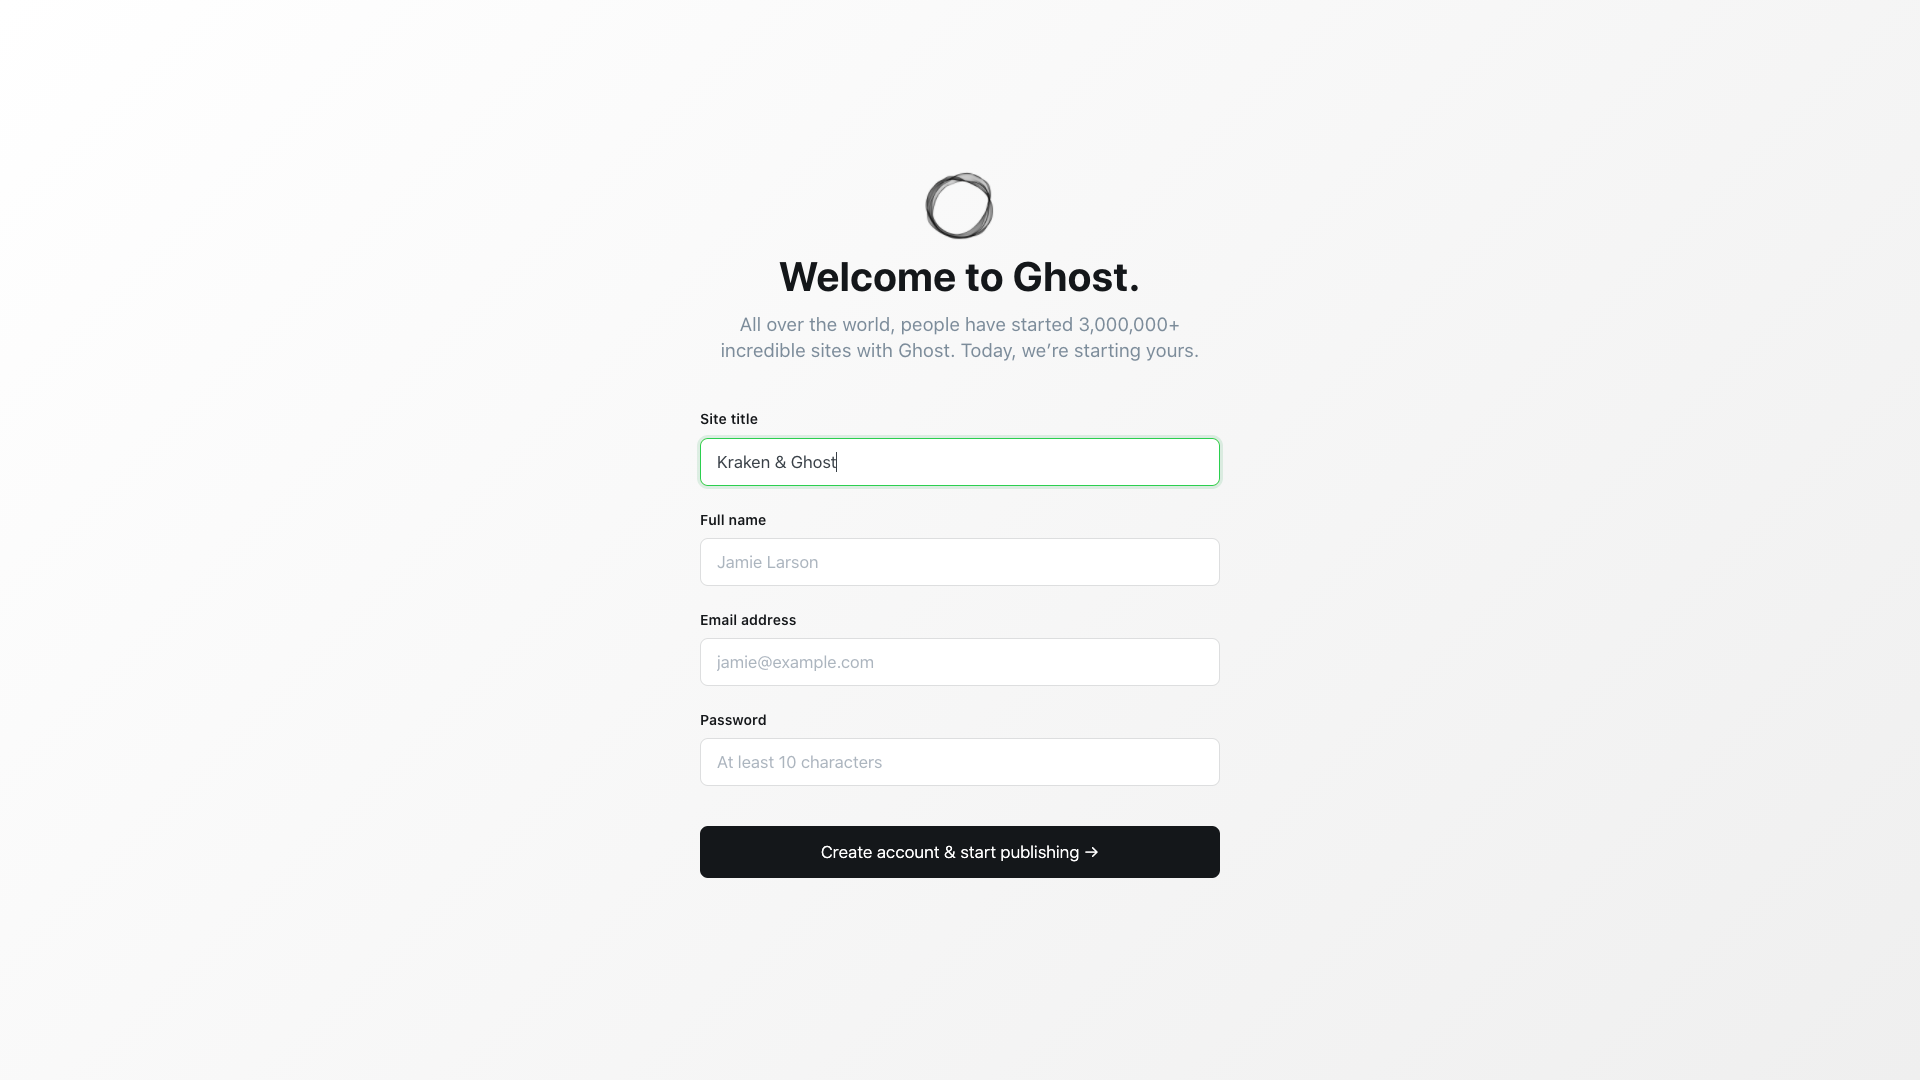 Welcome to Ghost.
All over the world, people have started 3,000,000+
incredible sites with Ghost. Today, we’re starting yours.
Site title
Kraken & Ghost
Full name
Jamie Larson
Email address
jamie@example.com
Password
At least 10 characters
Create account & start publishing →